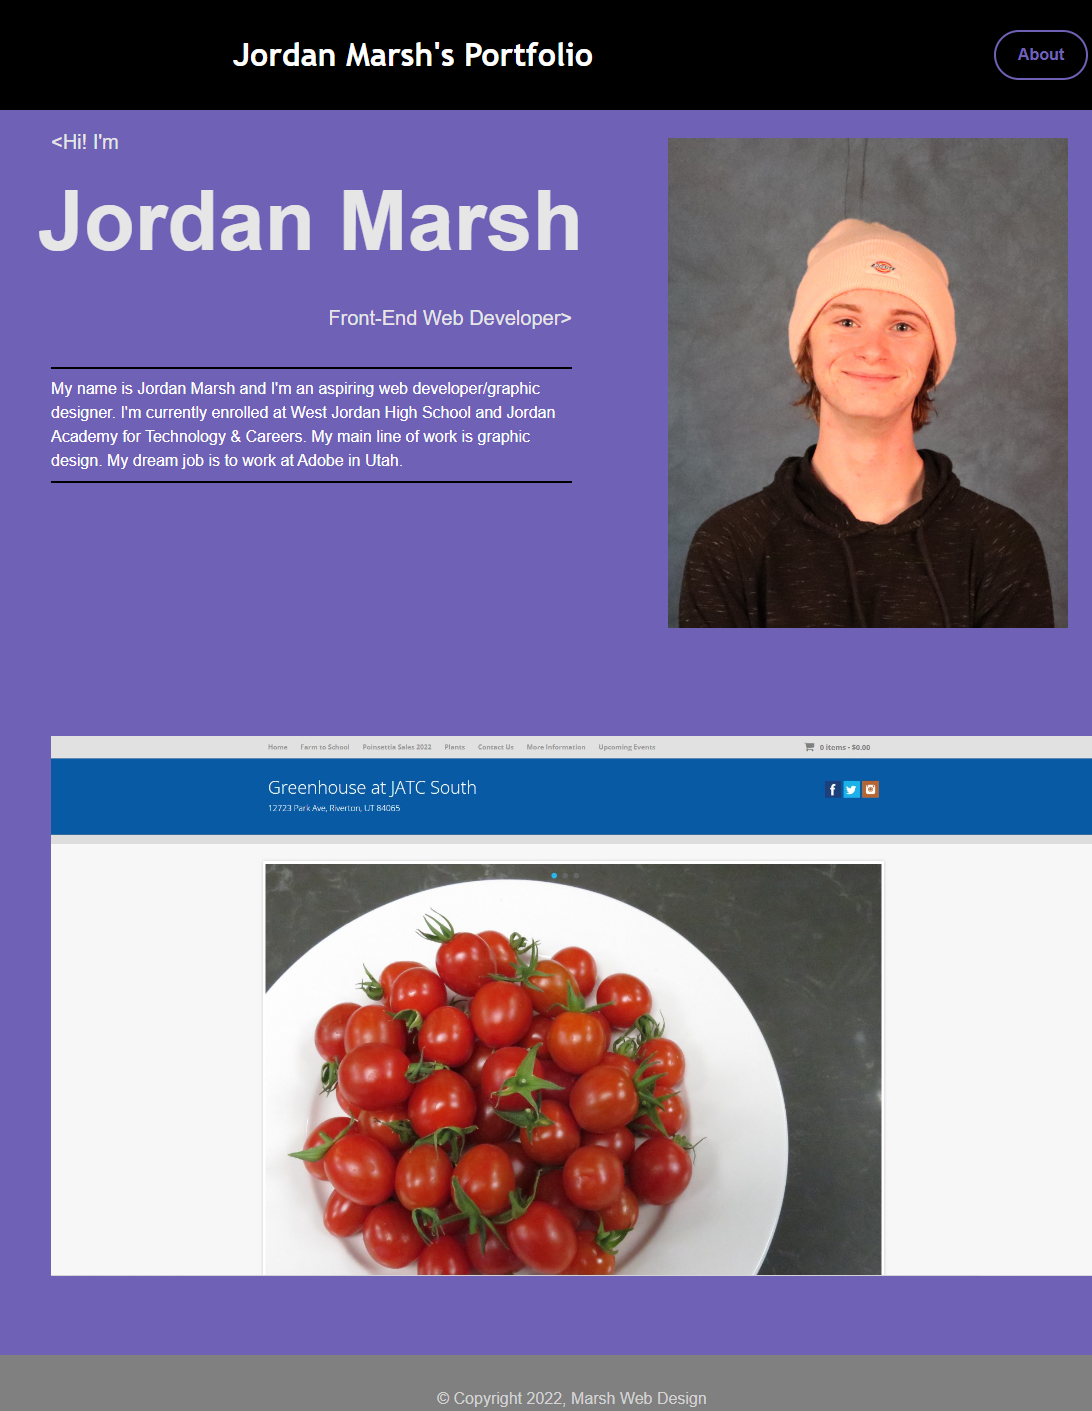 Jordan Marsh's Portfolio
About
<Hi! I'm
Jordan Marsh
Front-End Web Developer>
My name is Jordan Marsh and I'm an aspiring web developer/graphic
designer. I'm currently enrolled at West Jordan High School and Jordan
Academy for Technology & Careers. My main line of work is graphic
design. My dream job is to work at Adobe in Utah.
Home Farm to School Poinsettia Sales 2022 Plants Contact Us More Information Upcoming Events 0 items - $0.00
Greenhouse at JATC South
12723 Park Ave, Riverton, UT 84065
© Copyright 2022, Marsh Web Design